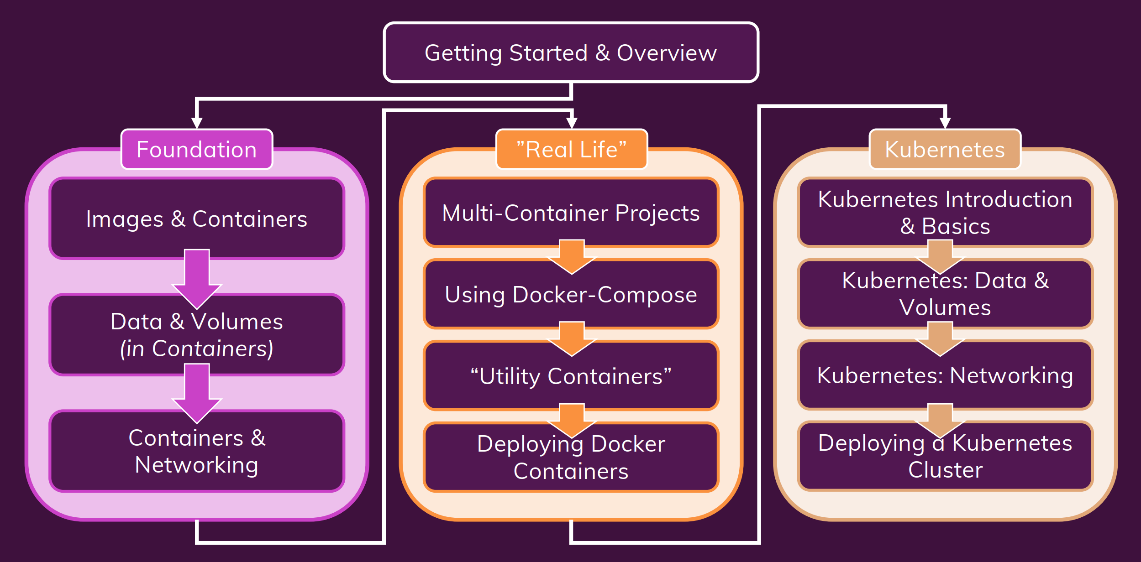 Getting Started & Overview
Foundation
Images & Containers
Data & Volumes
(in Containers)
Containers &
Networking
”Real Life”
Multi-Container Projects
Using Docker-Compose
“Utility Containers”
Deploying Docker
Containers
Kubernetes
Kubernetes Introduction
& Basics
Kubernetes: Data &
Volumes
Kubernetes: Networking
Deploying a Kubernetes
Cluster